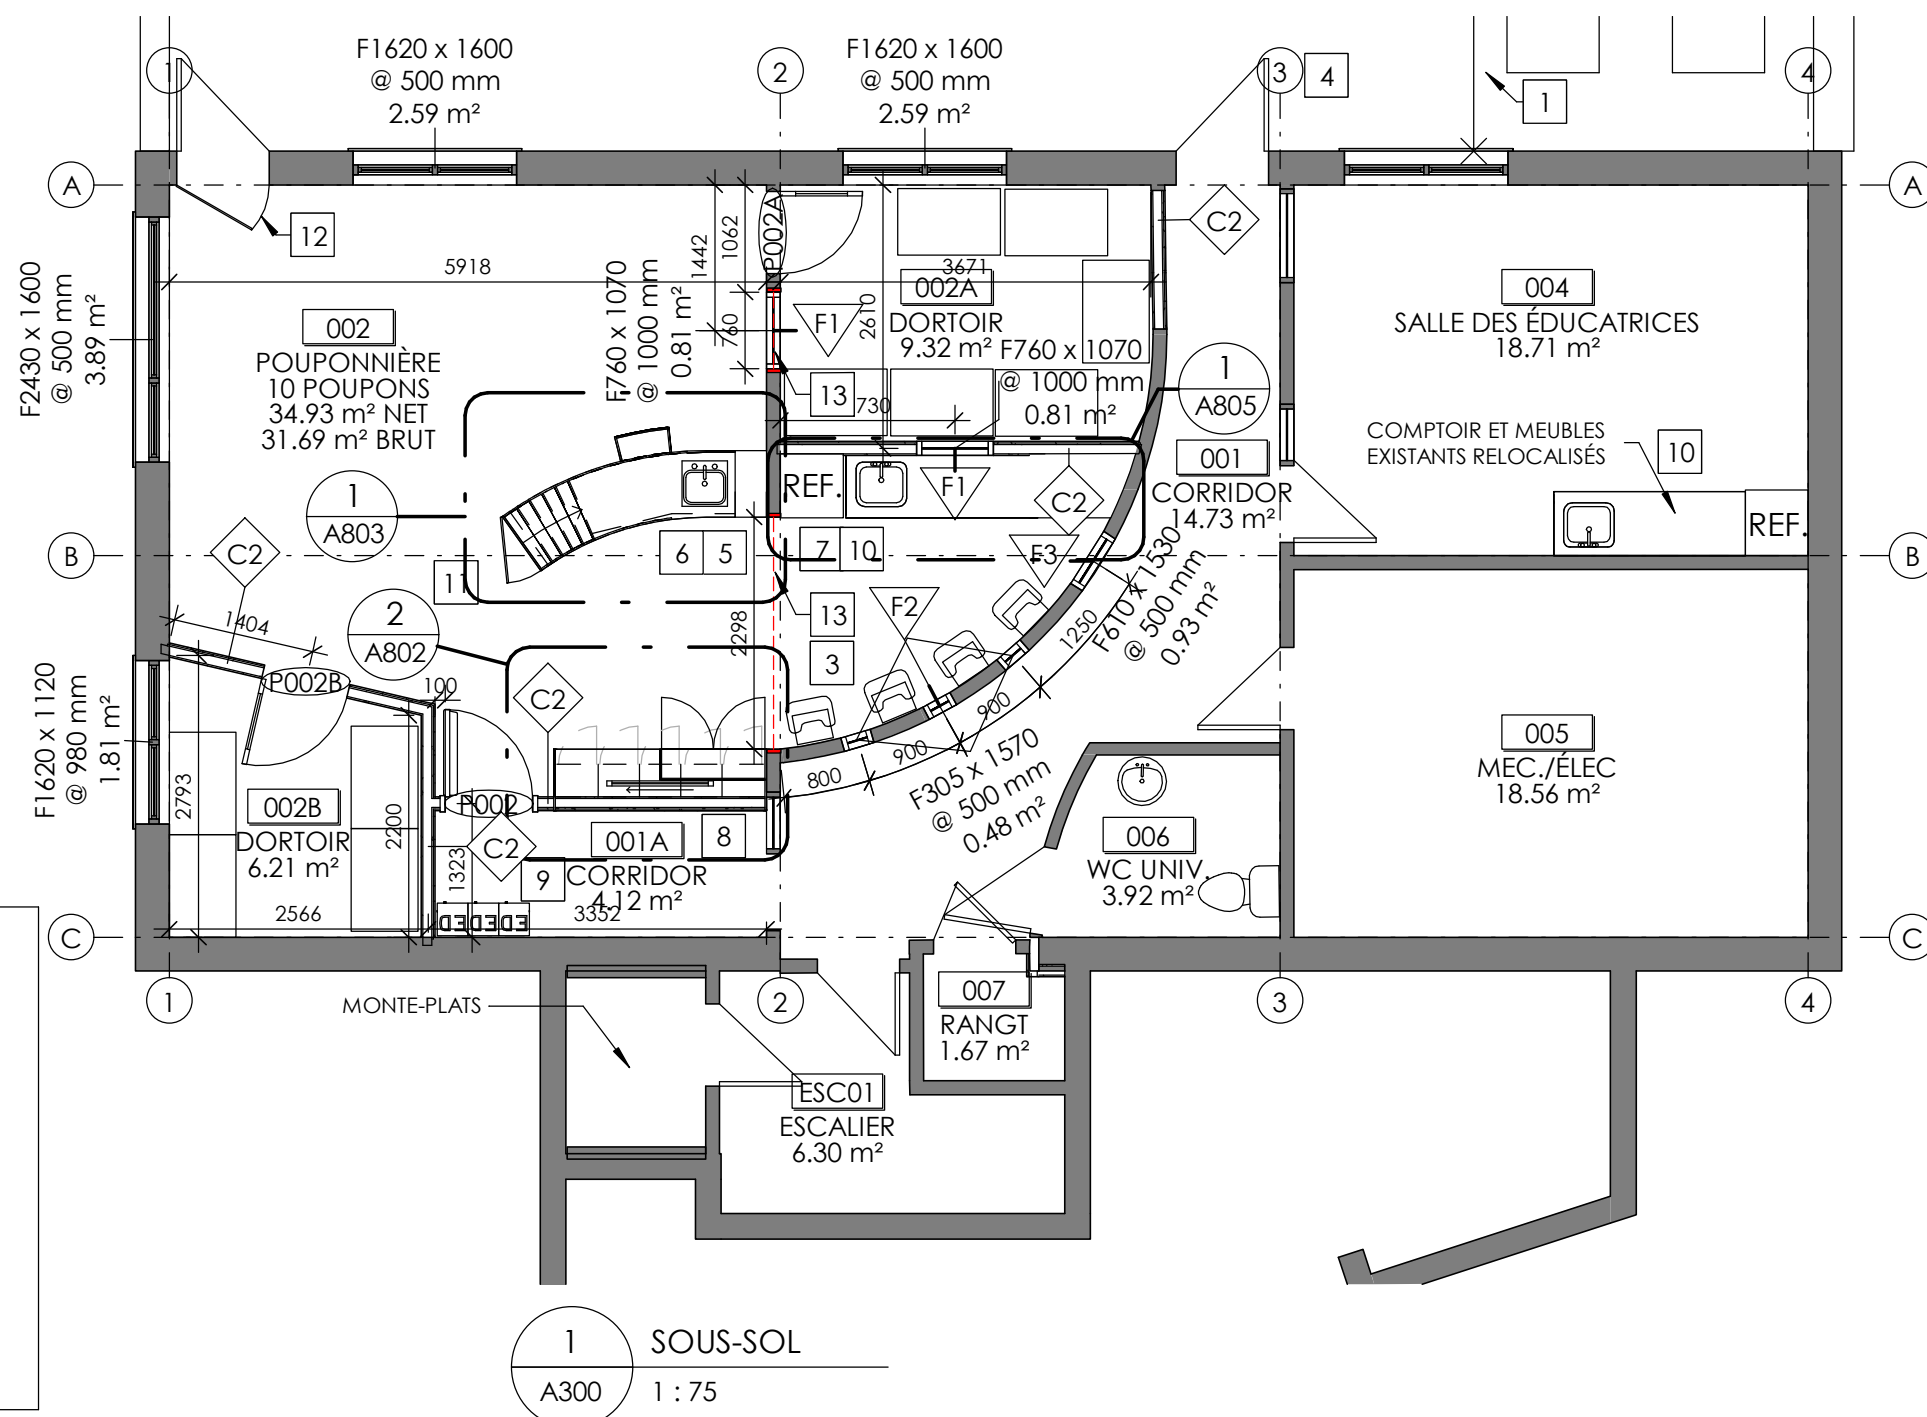 F1620 x 1600
@ 500 mm
2.59 m²
F1620 x 1600
@ 500 mm
2.59 m²
1
2
3
4
4
1
A
A
12
C2
5918
1442
1062
P002A
3671
2610
760
F2430 x 1600
@ 500 mm
3.89 m²
F760 x 1070
@ 1000 mm
0.81 m²
002
POUPONNIÈRE
10 POUPONS
34.93 m² NET
31.69 m² BRUT
F1
002A
DORTOIR
9.32 m²
F760 x 1070
@ 1000 mm
0.81 m²
13
730
004
SALLE DES ÉDUCATRICES
18.71 m²
1
A805
COMPTOIR ET MEUBLES
EXISTANTS RELOCALISÉS
10
001
CORRIDOR
14.73 m²
1
A803
REF.
F1
C2
REF.
B
B
C2
6
5
7
10
F3
11
13
3
F2
F610 x 1530
@ 500 mm
0.93 m²
1250
2298
1404
2
A802
P002B
100
C2
900
900
800
F305 x 1570
@ 500 mm
0.48 m²
F1620 x 1120
@ 980 mm
1.81 m²
2793
2200
1323
002B
DORTOIR
6.21 m²
P002
C2
001A
8
9
CORRIDOR
4.12 m²
2566
3352
DED
DED
DED
005
MEC./ÉLEC
18.56 m²
006
WC UNIV.
3.92 m²
C
C
1
2
3
4
MONTE-PLATS
007
RANGT
1.67 m²
ESC01
ESCALIER
6.30 m²
1
A300
SOUS-SOL
1 : 75